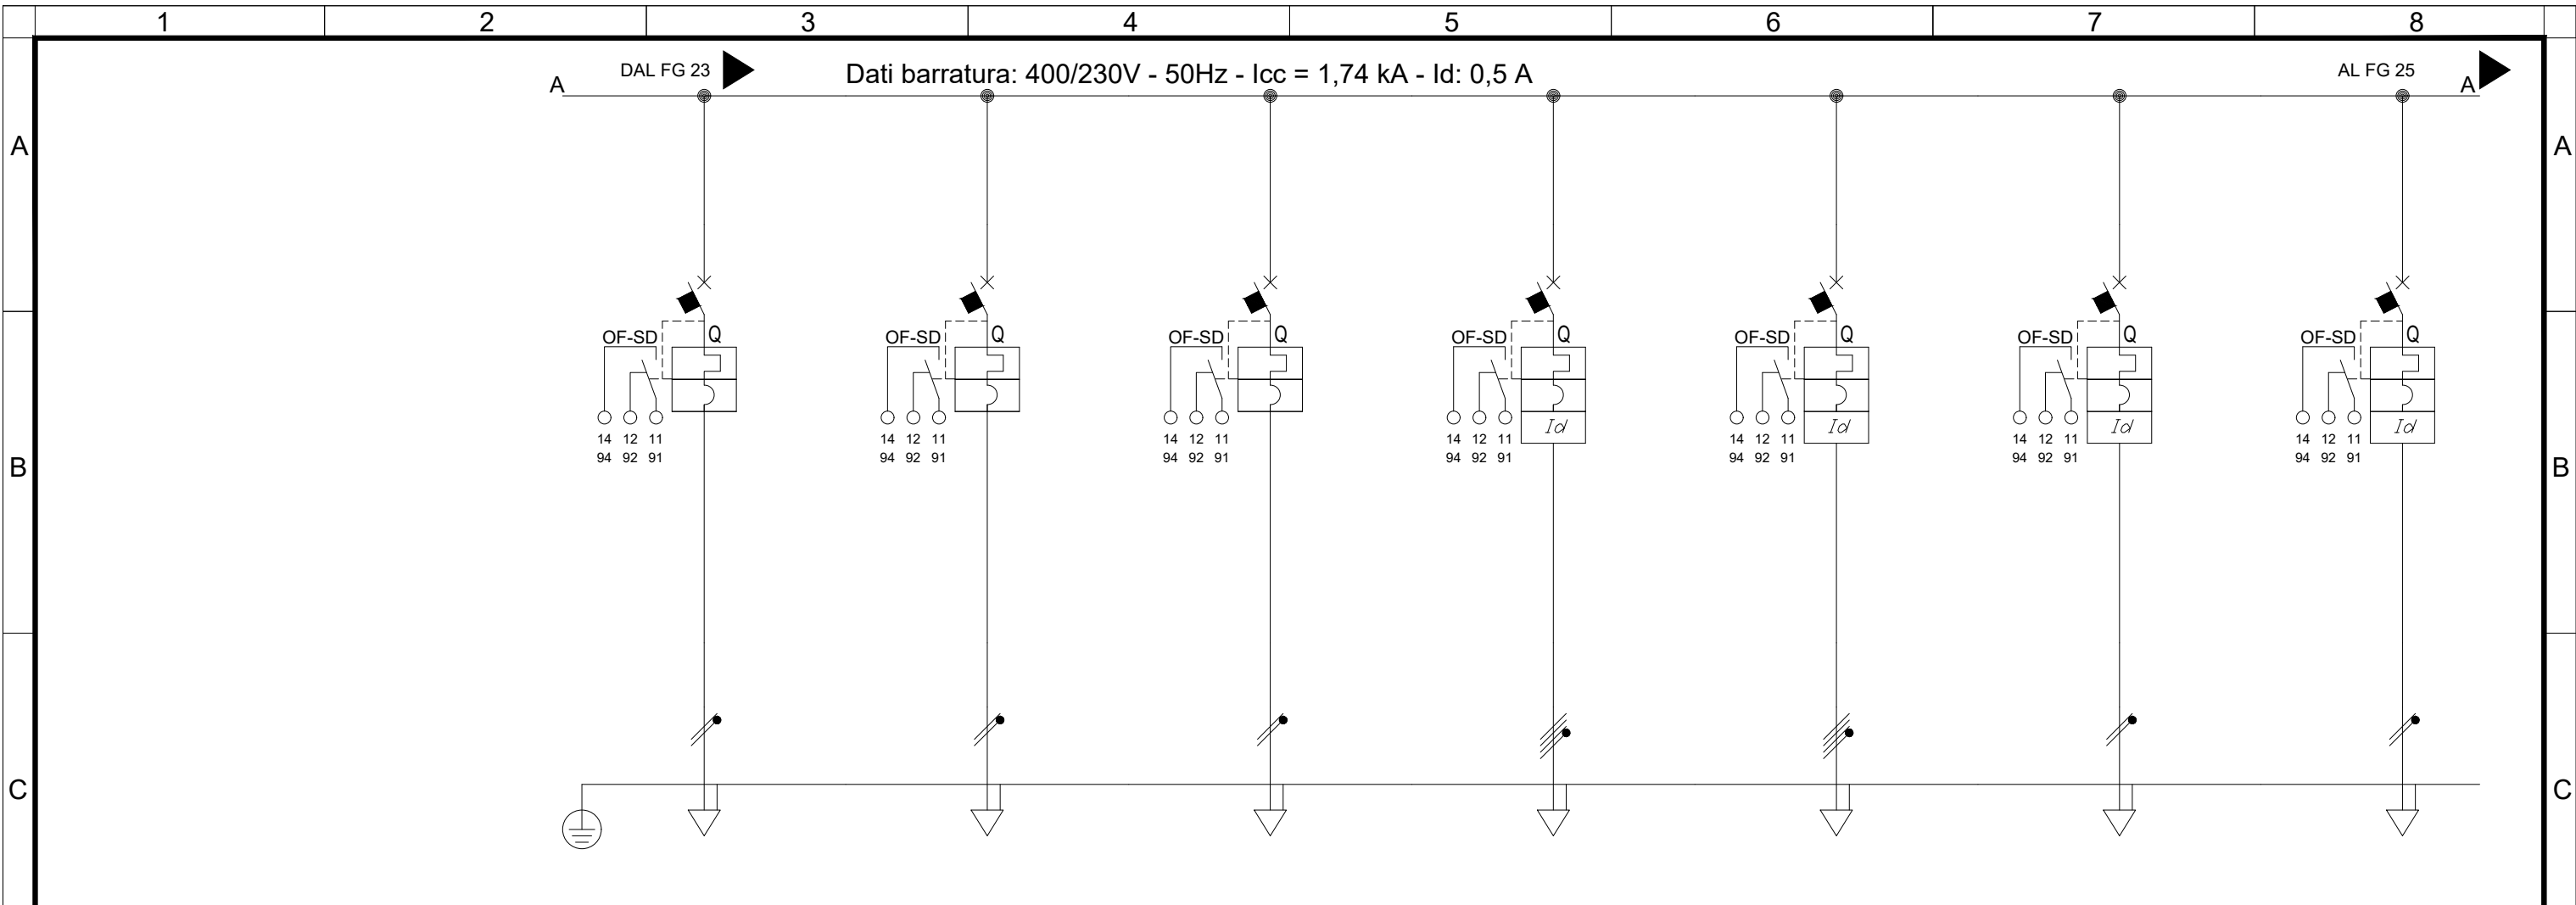 1 2 3 4 5 6 7 8
DAL FG 23
Dati barratura: 400/230V - 50Hz - Icc = 1,74 kA - Id: 0,5 A
AL FG 25
A A
A A
OF-SD Q OF-SD Q OF-SD Q OF-SD Q OF-SD Q OF-SD Q OF-SD Q
Id Id Id Id
14 12 11 14 12 11 14 12 11 14 12 11 14 12 11 14 12 11 14 12 11
94 92 91 94 92 91 94 92 91 94 92 91 94 92 91 94 92 91 94 92 91
B B
C C